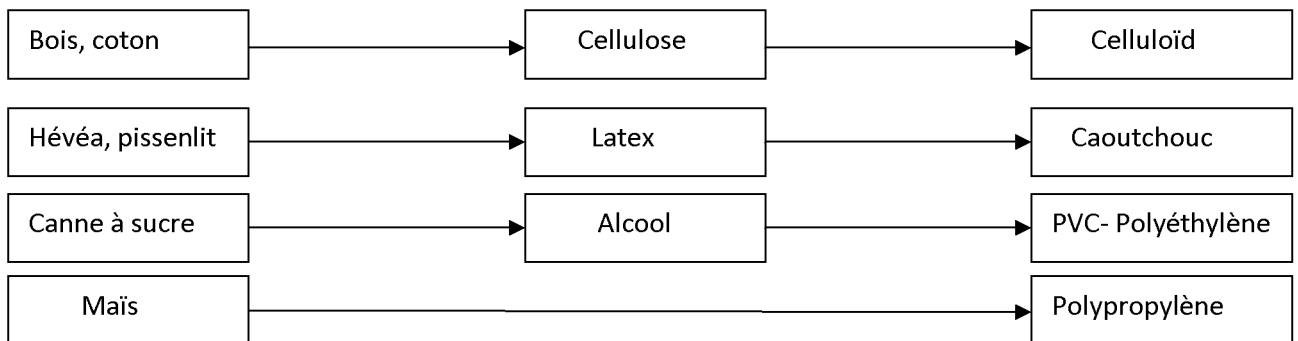 Bois, coton
Cellulose
Celluloïd
Hévéa, pissenlit
Latex
Caoutchouc
Canne à sucre
Alcool
PVC- Polyéthylène
Maïs
Polypropylène